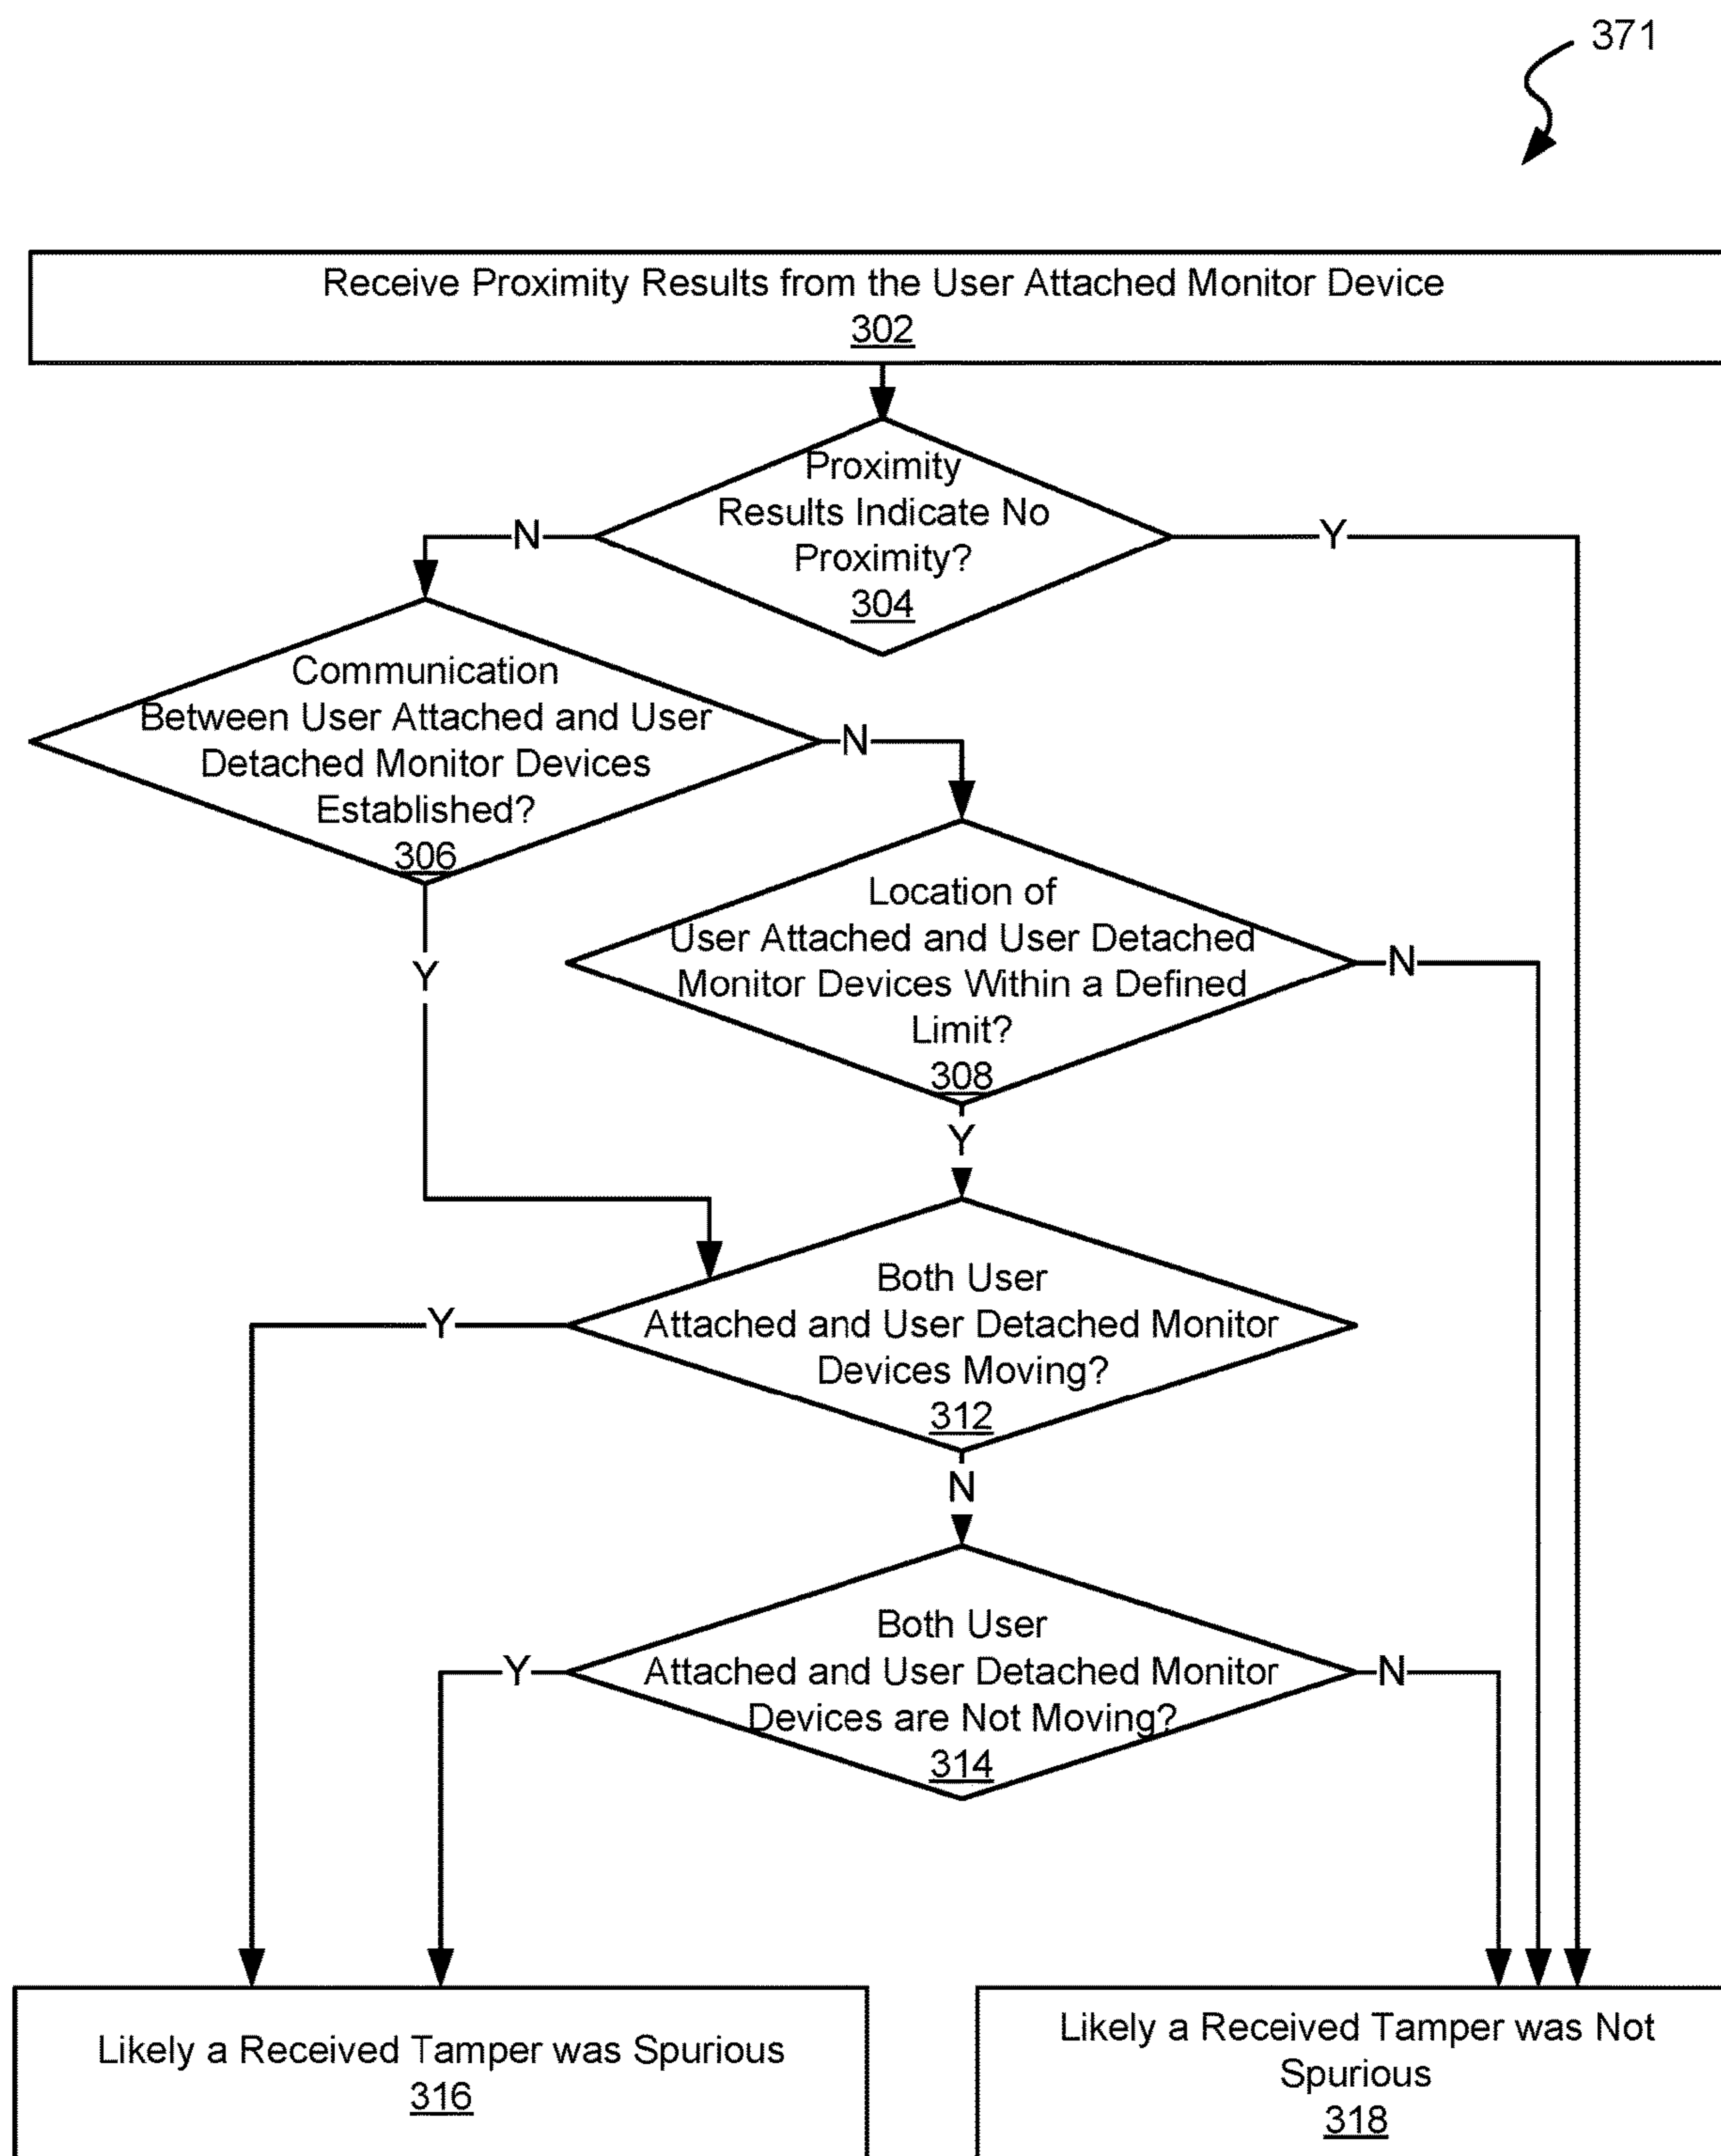 371
Receive Proximity Results from the User Attached Monitor Device
302
Proximity
Results Indicate No
Proximity?
304
N
Y
Communication
Between User Attached and User
Detached Monitor Devices
Established?
306
N
Y
Location of
User Attached and User Detached
Monitor Devices Within a Defined
Limit?
308
N
Y
Both User
Attached and User Detached Monitor
Devices Moving?
312
Y
N
Both User
Attached and User Detached Monitor
Devices are Not Moving?
314
Y
N
Likely a Received Tamper was Spurious
316
Likely a Received Tamper was Not
Spurious
318